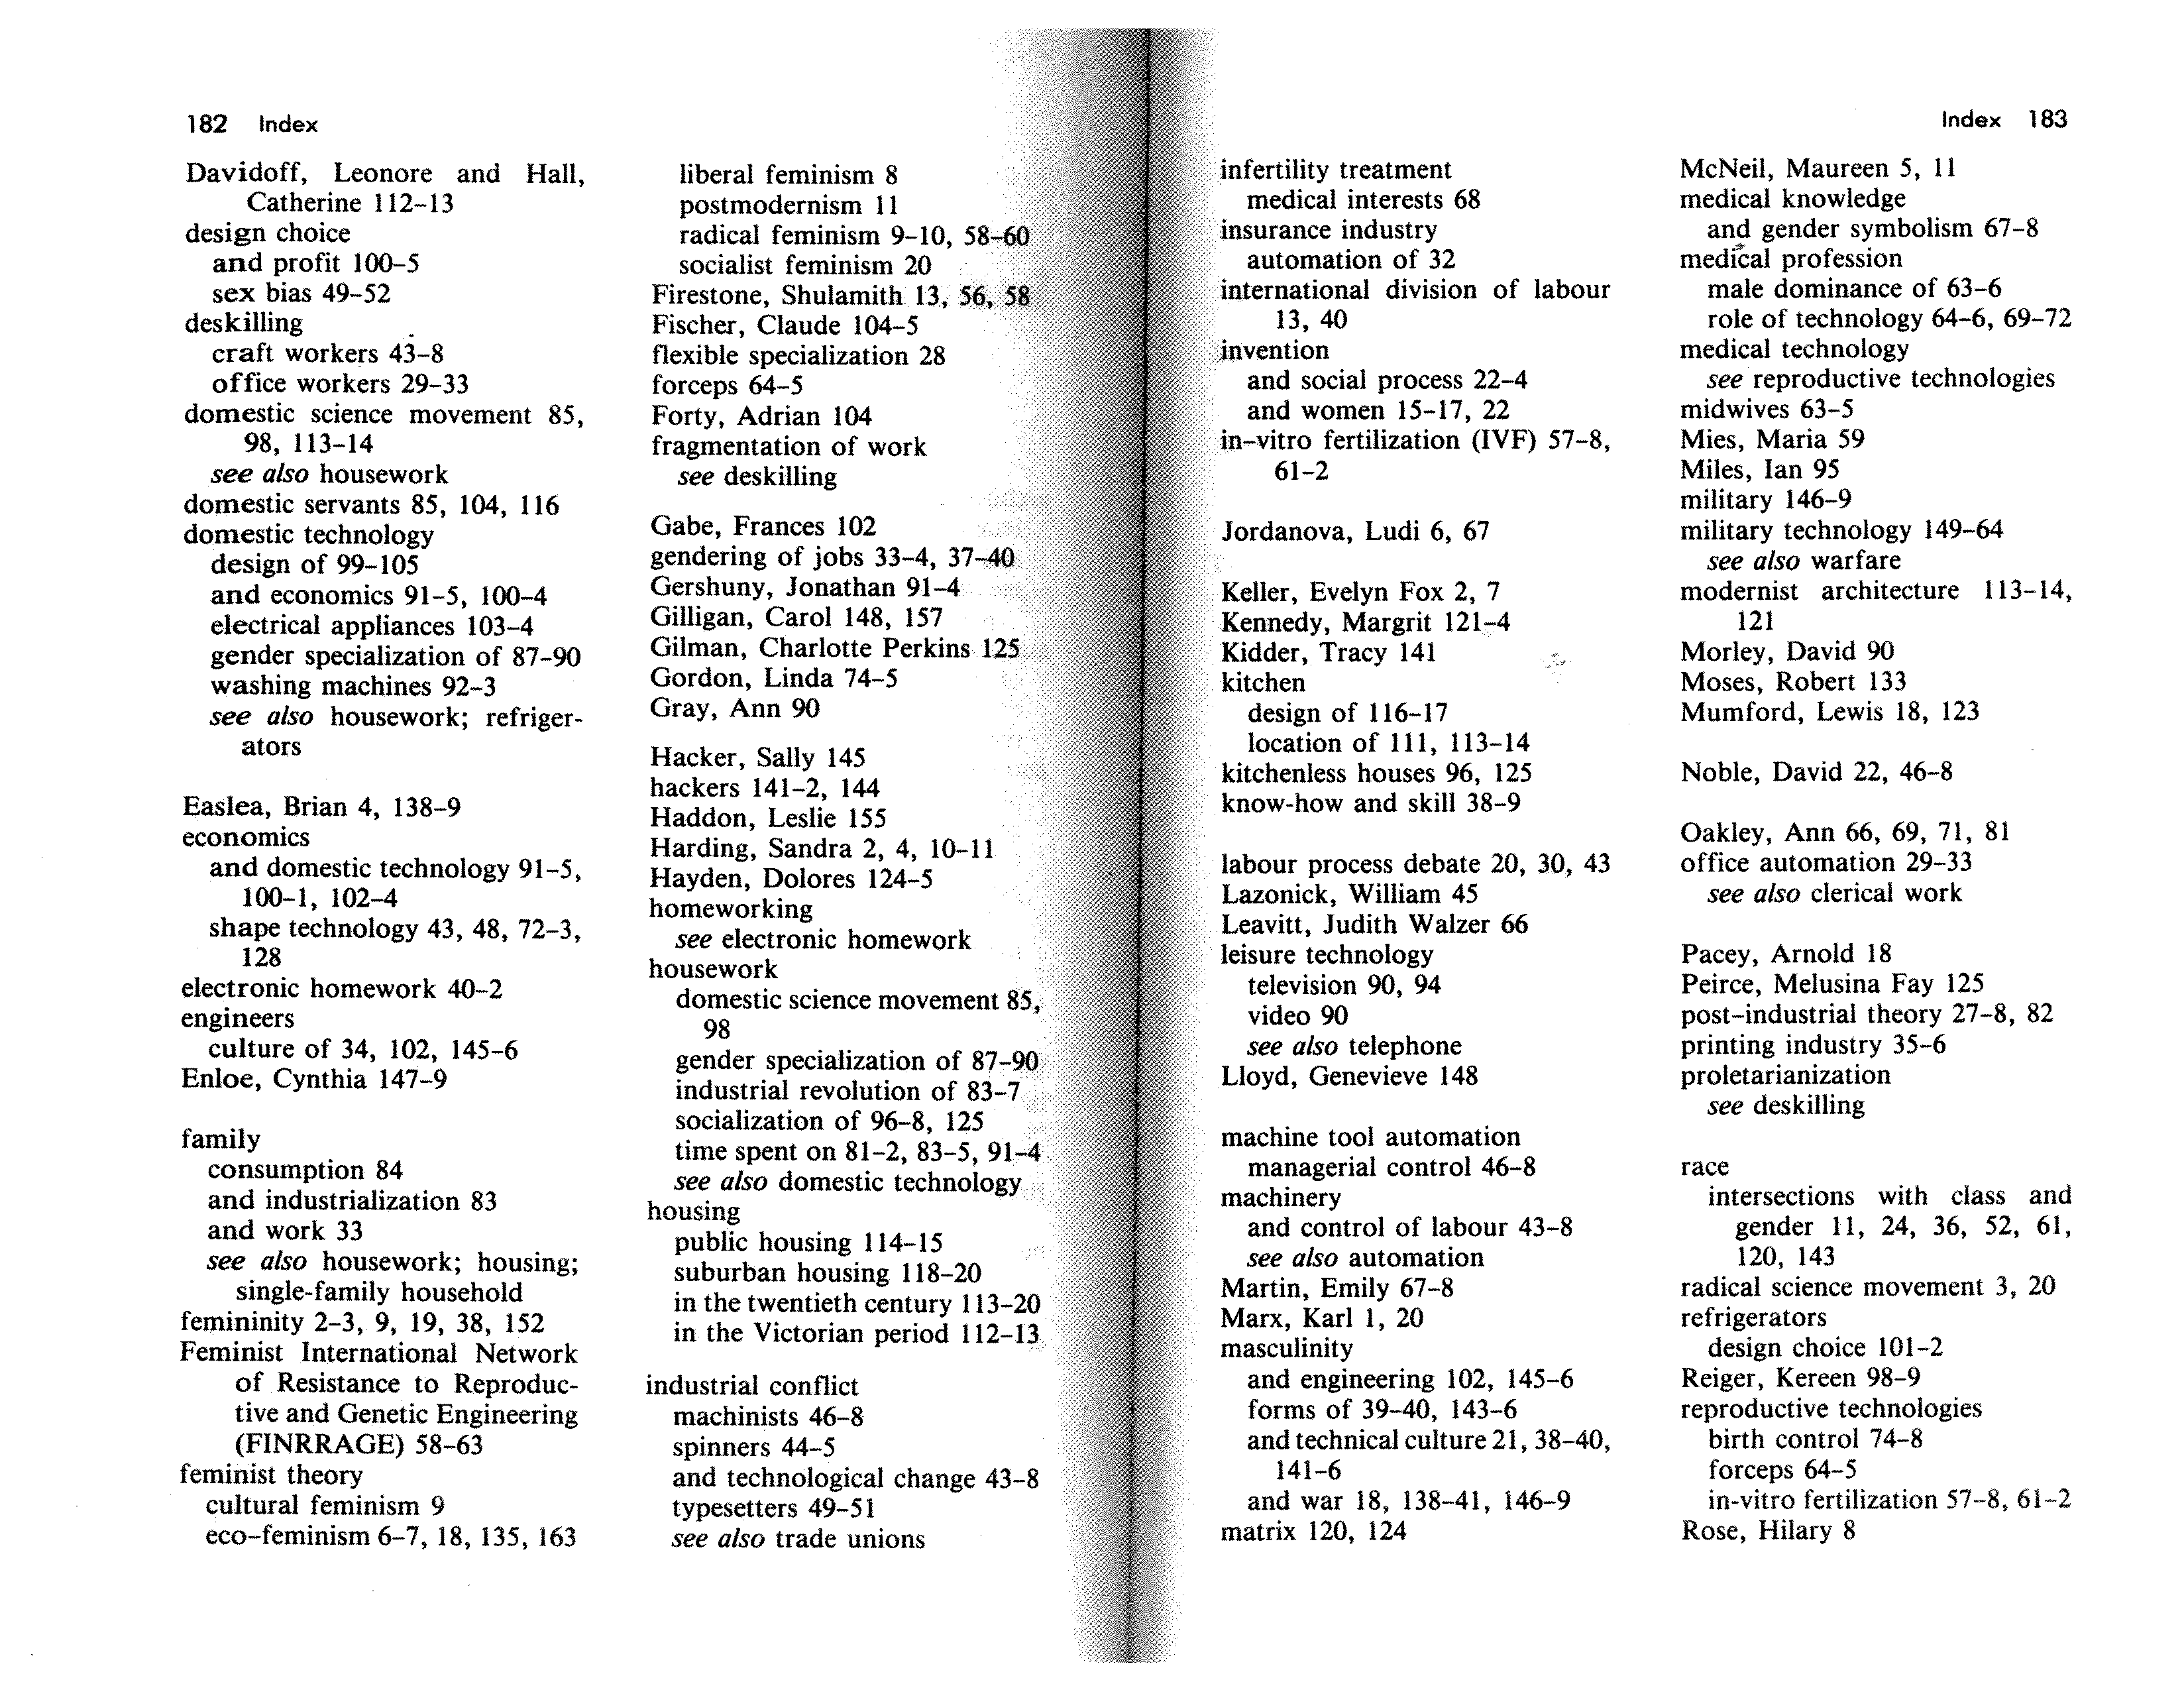 182 Index
Davidoff, Leonore and Hall,
Catherine 112–13
design choice
and profit 100–5
sex bias 49–52
deskilling
craft workers 43–8
office workers 29–33
domestic science movement 85,
98, 113–14
see also housework
domestic servants 85, 104, 116
domestic technology
design of 99–105
and economics 91–5, 100–4
electrical appliances 103–4
gender specialization of 87–90
washing machines 92–3
see also housework; refriger-
ators
Easlea, Brian 4, 138–9
economics
and domestic technology 91–5,
100–1, 102–4
shape technology 43, 48, 72–3,
128
electronic homework 40–2
engineers
culture of 34, 102, 145–6
Enloe, Cynthia 147–9
family
consumption 84
and industrialization 83
and work 33
see also housework; housing;
single-family household
femininity 2–3, 9, 19, 38, 152
Feminist International Network
of Resistance to Reproduc-
tive and Genetic Engineering
(FINRRAGE) 58–63
feminist theory
cultural feminism 9
eco–feminism 6–7, 18, 135, 163
liberal feminism 8
postmodernism 11
radical feminism 9–10, 58–60
socialist feminism 20
Firestone, Shulamith 13, 56, 58
Fischer, Claude 104–5
flexible specialization 28
forceps 64–5
Forty, Adrian 104
fragmentation of work
see deskilling
Gabe, Frances 102
gendering of jobs 33–4, 37–40
Gershuny, Jonathan 91–4
Gilligan, Carol 148, 157
Gilman, Charlotte Perkins 125
Gordon, Linda 74–5
Gray, Ann 90
Hacker, Sally 145
hackers 141–2, 144
Haddon, Leslie 155
Harding, Sandra 2, 4, 10–11
Hayden, Dolores 124–5
homeworking
see electronic homework
housework
domestic science movement 85,
98
gender specialization of 87–90
industrial revolution of 83–7
socialization of 96–8, 125
time spent on 81–2, 83–5, 91–4
see also domestic technology
housing
public housing 114–15
suburban housing 118–20
in the twentieth century 113–20
in the Victorian period 112–13
industrial conflict
machinists 46–8
spinners 44–5
and technological change 43–8
typesetters 49–51
see also trade unions
Index 183
infertility treatment
medical interests 68
insurance industry
automation of 32
international division of labour
13, 40
invention
and social process 22–4
and women 15–17, 22
in–vitro fertilization (IVF) 57–8,
61–2
Jordanova, Ludi 6, 67
Keller, Evelyn Fox 2, 7
Kennedy, Margrit 121–4
Kidder, Tracy 141
kitchen
design of 116–17
location of 111, 113–14
kitchenless houses 96, 125
know-how and skill 38–9
labour process debate 20, 30, 43
Lazonick, William 45
Leavitt, Judith Walzer 66
leisure technology
television 90, 94
video 90
see also telephone
Lloyd, Genevieve 148
machine tool automation
managerial control 46–8
machinery
and control of labour 43–8
see also automation
Martin, Emily 67–8
Marx, Karl 1, 20
masculinity
and engineering 102, 145–6
forms of 39–40, 143–6
and technical culture 21, 38–40,
141–6
and war 18, 138–41, 146–9
matrix 120, 124
McNeil, Maureen 5, 11
medical knowledge
and gender symbolism 67–8
medical profession
male dominance of 63–6
role of technology 64–6, 69–72
medical technology
see reproductive technologies
midwives 63–5
Mies, Maria 59
Miles, Ian 95
military 146–9
military technology 149–64
see also warfare
modernist architecture 113–14,
121
Morley, David 90
Moses, Robert 133
Mumford, Lewis 18, 123
Noble, David 22, 46–8
Oakley, Ann 66, 69, 71, 81
office automation 29–33
see also clerical work
Pacey, Arnold 18
Peirce, Melusina Fay 125
post–industrial theory 27–8, 82
printing industry 35–6
proletarianization
see deskilling
race
intersections with class and
gender 11, 24, 36, 52, 61,
120, 143
radical science movement 3, 20
refrigerators
design choice 101–2
Reiger, Kereen 98–9
reproductive technologies
birth control 74–8
forceps 64–5
in-vitro fertilization 57–8, 61–2
Rose, Hilary 8